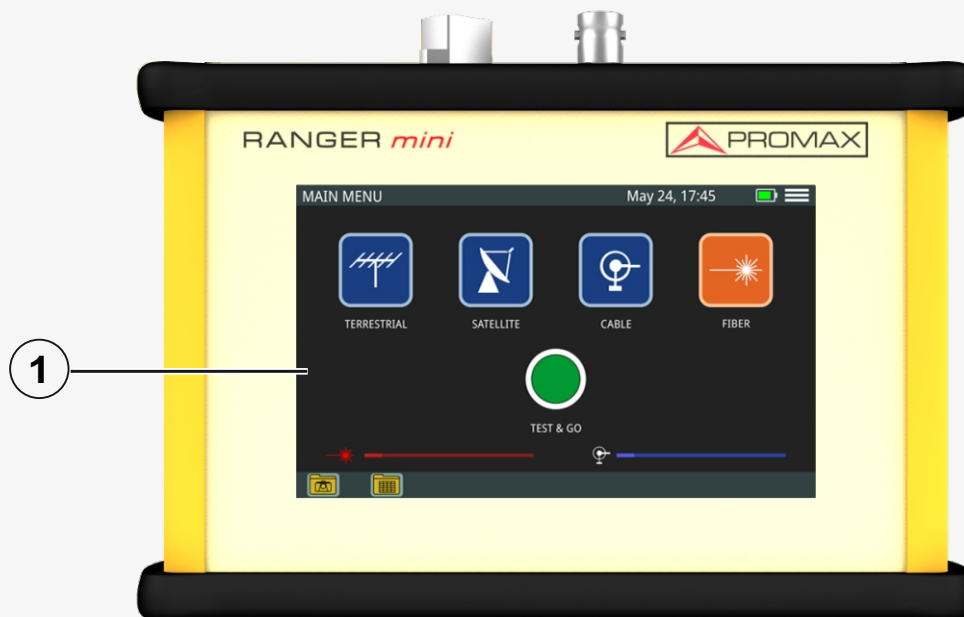 RANGER mini
PROMAX
MAIN MENU
May 24, 17:45
TERRESTRIAL
SATELLITE
CABLE
FIBER
1
TEST & GO